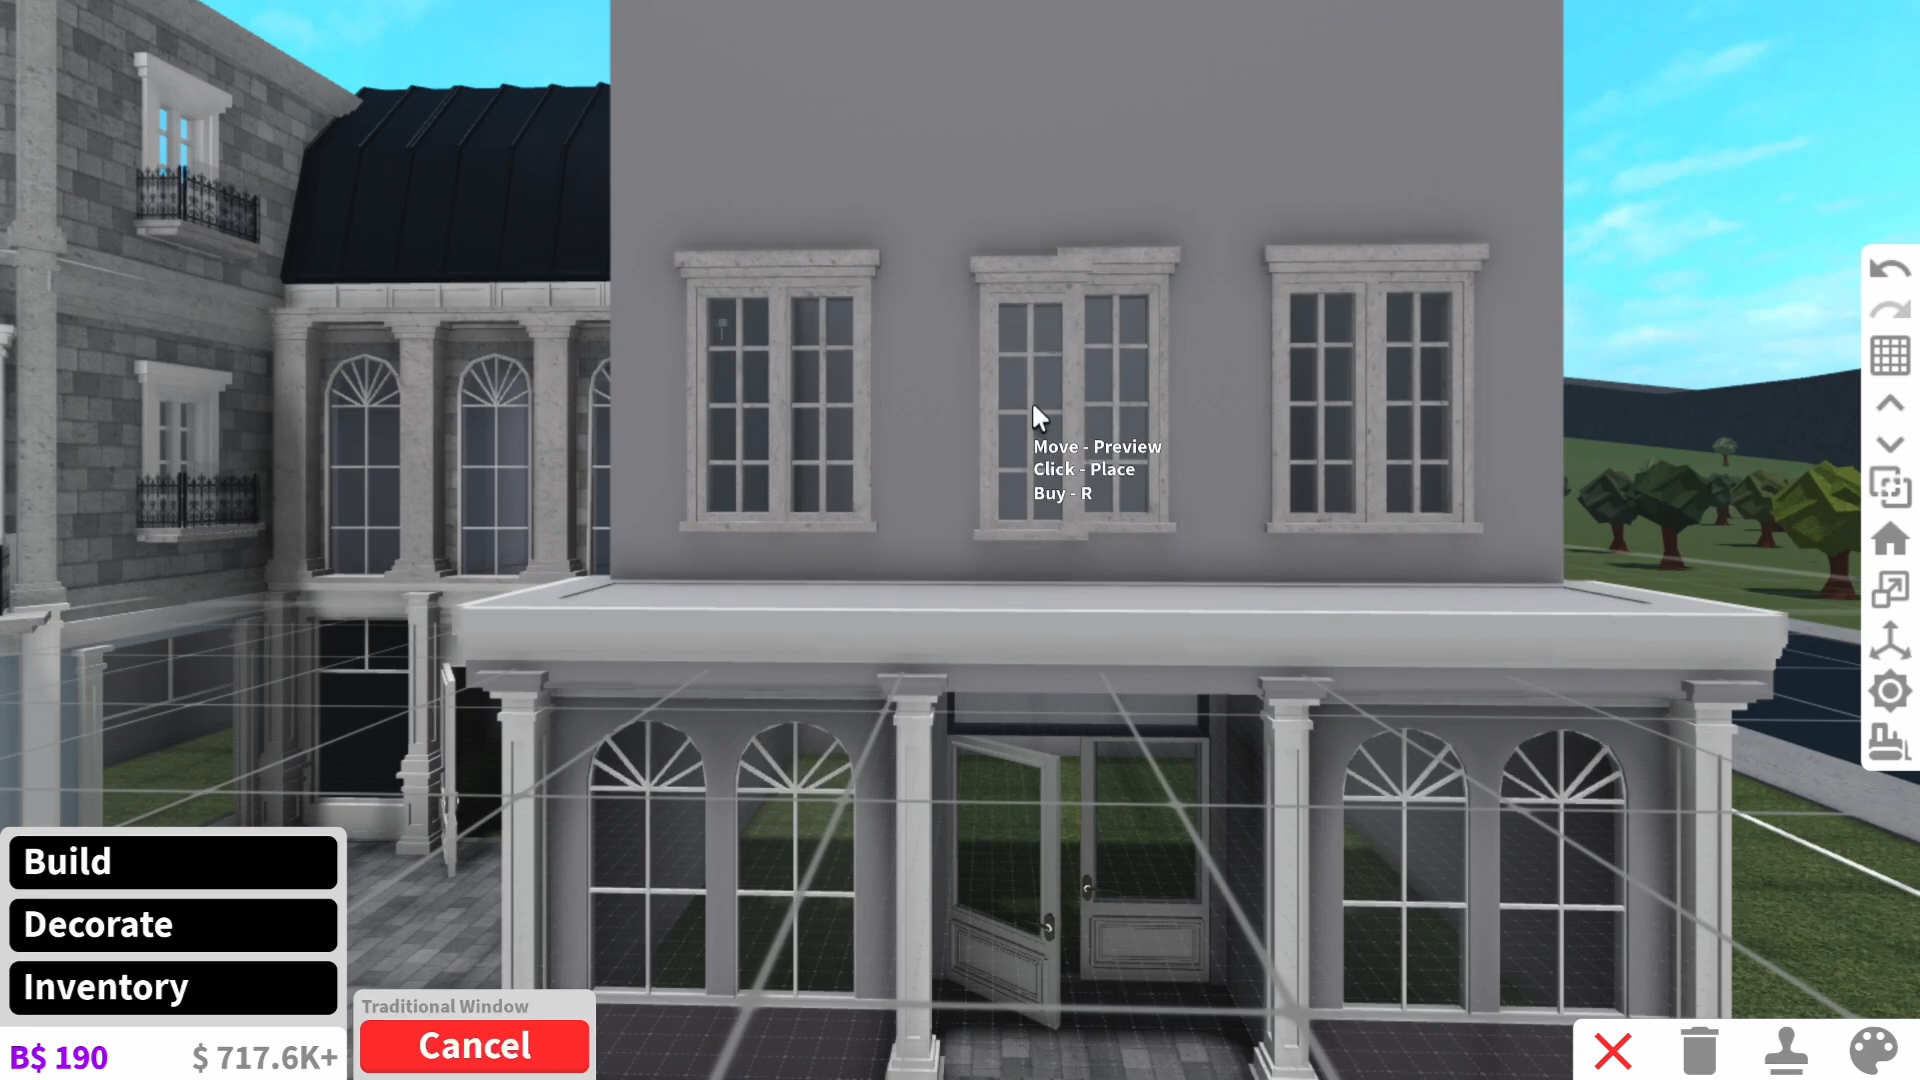 Move - Preview
Click - Place
Buy - R
Build
Decorate
Inventory
B$ 190
$ 717.6K+
Traditional Window
Cancel